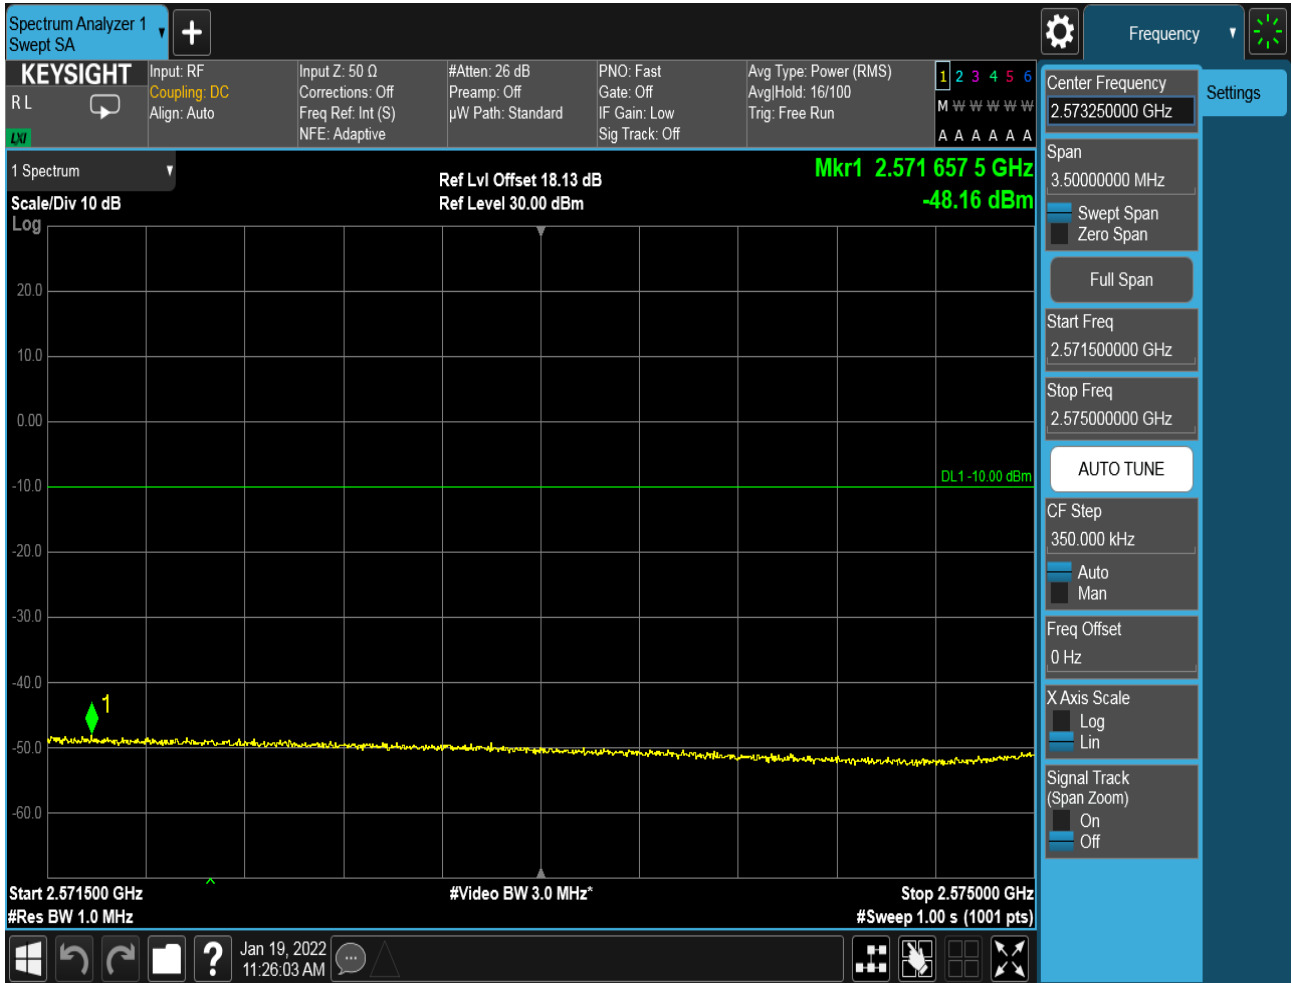 Spectrum Analyzer 1
Swept SA
Frequency
KEYSIGHT
R L
LXI
Input: RF
Coupling: DC
Align: Auto
Input Z: 50 Ω
Corrections: Off
Freq Ref: Int (S)
NFE: Adaptive
#Atten: 26 dB
Preamp: Off
µW Path: Standard
PNO: Fast
Gate: Off
IF Gain: Low
Sig Track: Off
Avg Type: Power (RMS)
Avg|Hold: 16/100
Trig: Free Run
1 2 3 4 5 6
M W W W W W
A A A A A A
1 Spectrum
Scale/Div 10 dB
Log
Ref Lvl Offset 18.13 dB
Ref Level 30.00 dBm
Mkr1 2.571 657 5 GHz
-48.16 dBm
20.0
10.0
0.00
-10.0
-20.0
-30.0
-40.0
-50.0
-60.0
DL1 -10.00 dBm
1
Start 2.571500 GHz
#Res BW 1.0 MHz
#Video BW 3.0 MHz*
Stop 2.575000 GHz
#Sweep 1.00 s (1001 pts)
Center Frequency
2.573250000 GHz
Settings
Span
3.50000000 MHz
Swept Span
Zero Span
Full Span
Start Freq
2.571500000 GHz
Stop Freq
2.575000000 GHz
AUTO TUNE
CF Step
350.000 kHz
Auto
Man
Freq Offset
0 Hz
X Axis Scale
Log
Lin
Signal Track
(Span Zoom)
On
Off
?
Jan 19, 2022
11:26:03 AM